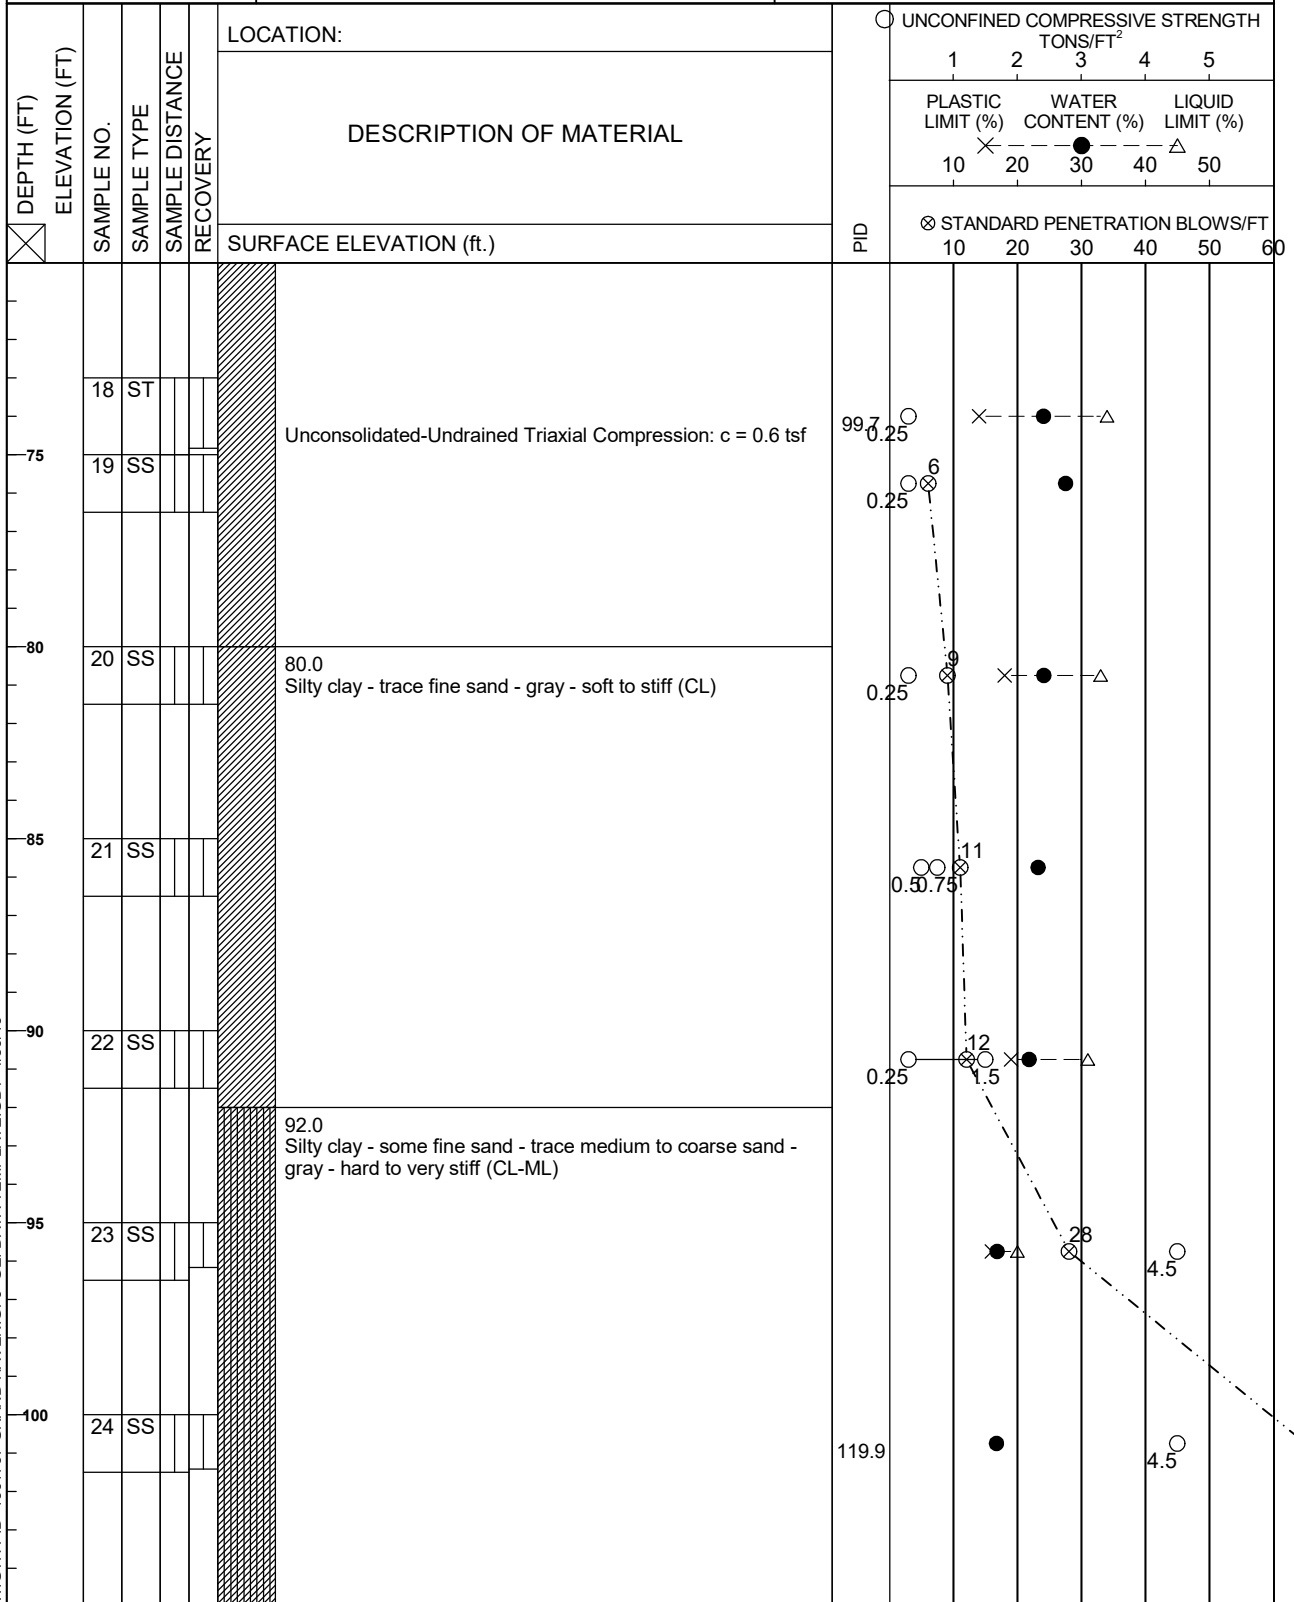 LOCATION:
UNCONFINED COMPRESSIVE STRENGTH
TONS/FT²
1 2 3 4 5
DEPTH (FT)
ELEVATION (FT)
SAMPLE NO.
SAMPLE TYPE
SAMPLE DISTANCE
RECOVERY
DESCRIPTION OF MATERIAL
PID
PLASTIC LIMIT (%)
WATER CONTENT (%)
LIQUID LIMIT (%)
10 20 30 40 50
SURFACE ELEVATION (ft.)
STANDARD PENETRATION BLOWS/FT
10 20 30 40 50 60
18 ST
Unconsolidated-Undrained Triaxial Compression: c = 0.6 tsf
99.7
0.25
75
19 SS
6
0.25
80
20 SS
80.0
Silty clay - trace fine sand - gray - soft to stiff (CL)
9
0.25
85
21 SS
11
0.5 0.75
90
22 SS
12
0.25
1.5
92.0
Silty clay - some fine sand - trace medium to coarse sand -
gray - hard to very stiff (CL-ML)
95
23 SS
28
4.5
100
24 SS
119.9
4.5